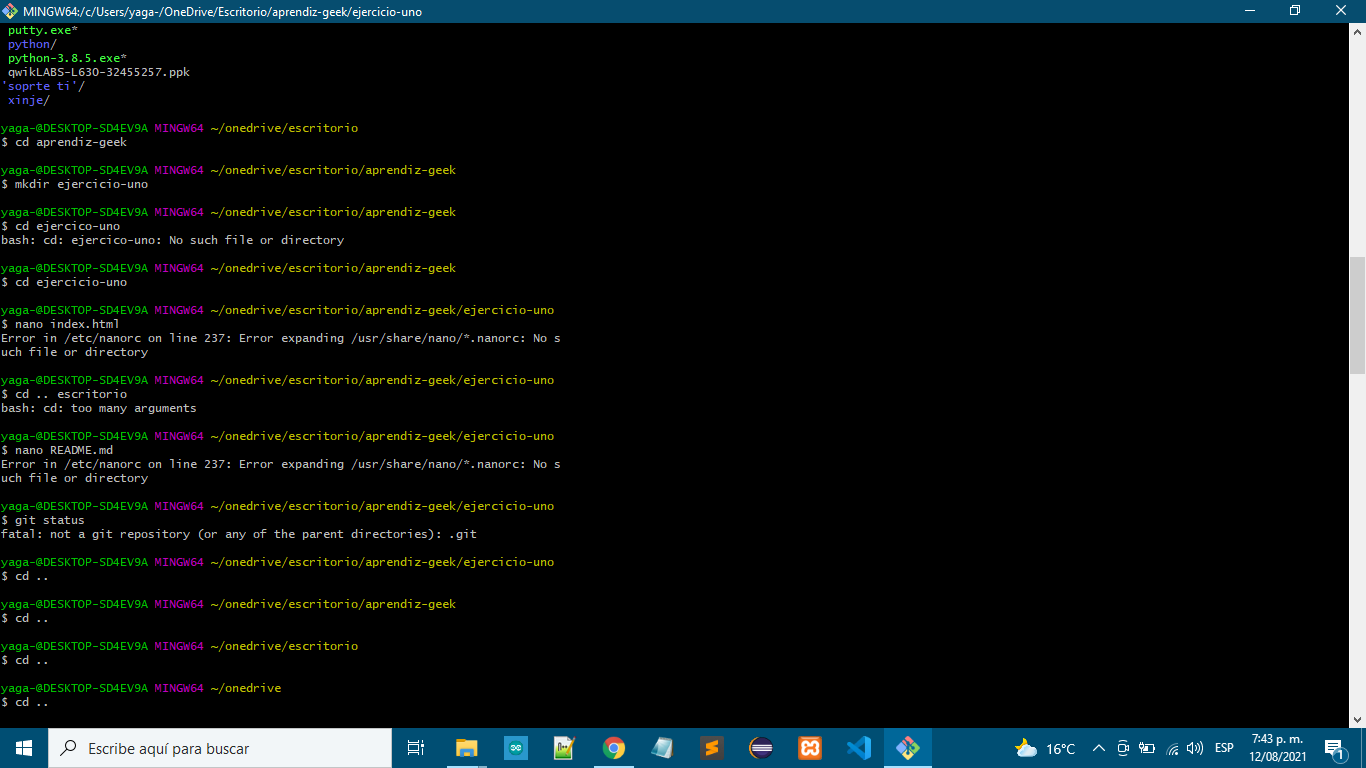 MINGW64:/c/Users/yaga-/OneDrive/Escritorio/aprendiz-geek/ejercicio-uno
putty.exe*
python/
python-3.8.5.exe*
qwikLABS-L630-32455257.ppk
'soprte ti'/
xinje/
yaga-@DESKTOP-SD4EV9A MINGW64 ~/onedrive/escritorio
$ cd aprendiz-geek
yaga-@DESKTOP-SD4EV9A MINGW64 ~/onedrive/escritorio/aprendiz-geek
$ mkdir ejercicio-uno
yaga-@DESKTOP-SD4EV9A MINGW64 ~/onedrive/escritorio/aprendiz-geek
$ cd ejercico-uno
bash: cd: ejercico-uno: No such file or directory
yaga-@DESKTOP-SD4EV9A MINGW64 ~/onedrive/escritorio/aprendiz-geek
$ cd ejercicio-uno
yaga-@DESKTOP-SD4EV9A MINGW64 ~/onedrive/escritorio/aprendiz-geek/ejercicio-uno
$ nano index.html
Error in /etc/nanorc on line 237: Error expanding /usr/share/nano/*.nanorc: No s
uch file or directory
yaga-@DESKTOP-SD4EV9A MINGW64 ~/onedrive/escritorio/aprendiz-geek/ejercicio-uno
$ cd .. escritorio
bash: cd: too many arguments
yaga-@DESKTOP-SD4EV9A MINGW64 ~/onedrive/escritorio/aprendiz-geek/ejercicio-uno
$ nano README.md
Error in /etc/nanorc on line 237: Error expanding /usr/share/nano/*.nanorc: No s
uch file or directory
yaga-@DESKTOP-SD4EV9A MINGW64 ~/onedrive/escritorio/aprendiz-geek/ejercicio-uno
$ git status
fatal: not a git repository (or any of the parent directories): .git
yaga-@DESKTOP-SD4EV9A MINGW64 ~/onedrive/escritorio/aprendiz-geek/ejercicio-uno
$ cd ..
yaga-@DESKTOP-SD4EV9A MINGW64 ~/onedrive/escritorio/aprendiz-geek
$ cd ..
yaga-@DESKTOP-SD4EV9A MINGW64 ~/onedrive/escritorio
$ cd ..
yaga-@DESKTOP-SD4EV9A MINGW64 ~/onedrive
$ cd ..
Escribe aquí para buscar
16°C
ESP
7:43 p. m.
12/08/2021
1